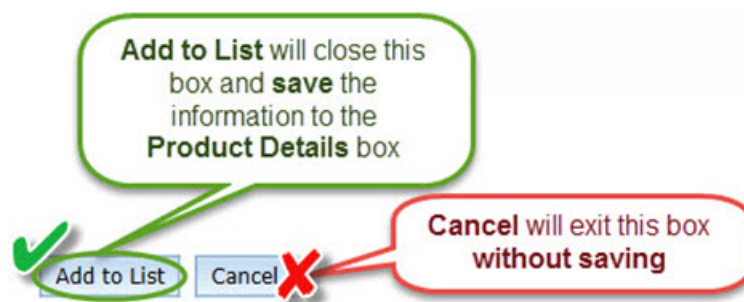 Add to List will close this
box and save the
information to the
Product Details box
Cancel will exit this box
without saving
Add to List
Cancel